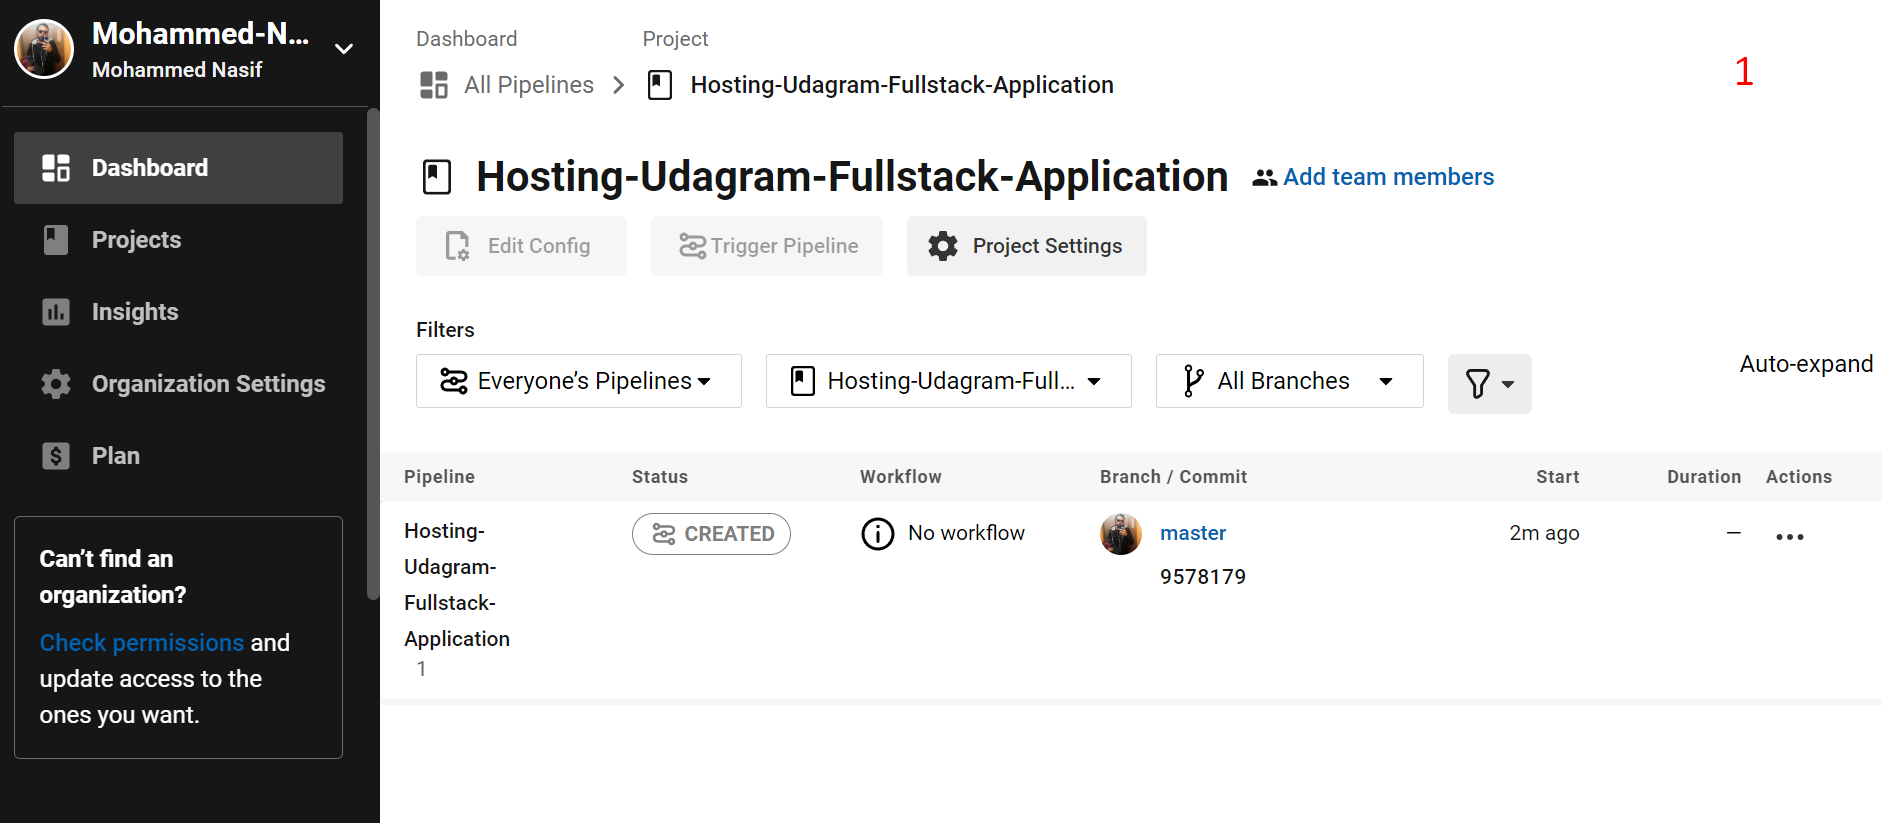 Mohammed-N...
Mohammed Nasif
Dashboard
Projects
Insights
Organization Settings
Plan
Can’t find an
organization?
Check permissions and
update access to the
ones you want.
Dashboard Project
All Pipelines Hosting-Udagram-Fullstack-Application
1
Hosting-Udagram-Fullstack-Application Add team members
Edit Config Trigger Pipeline Project Settings
Filters
Everyone’s Pipelines Hosting-Udagram-Full... All Branches Auto-expand
Pipeline Status Workflow Branch / Commit Start Duration Actions
Hosting-
Udagram-
Fullstack-
Application
1
CREATED No workflow master 2m ago –
9578179